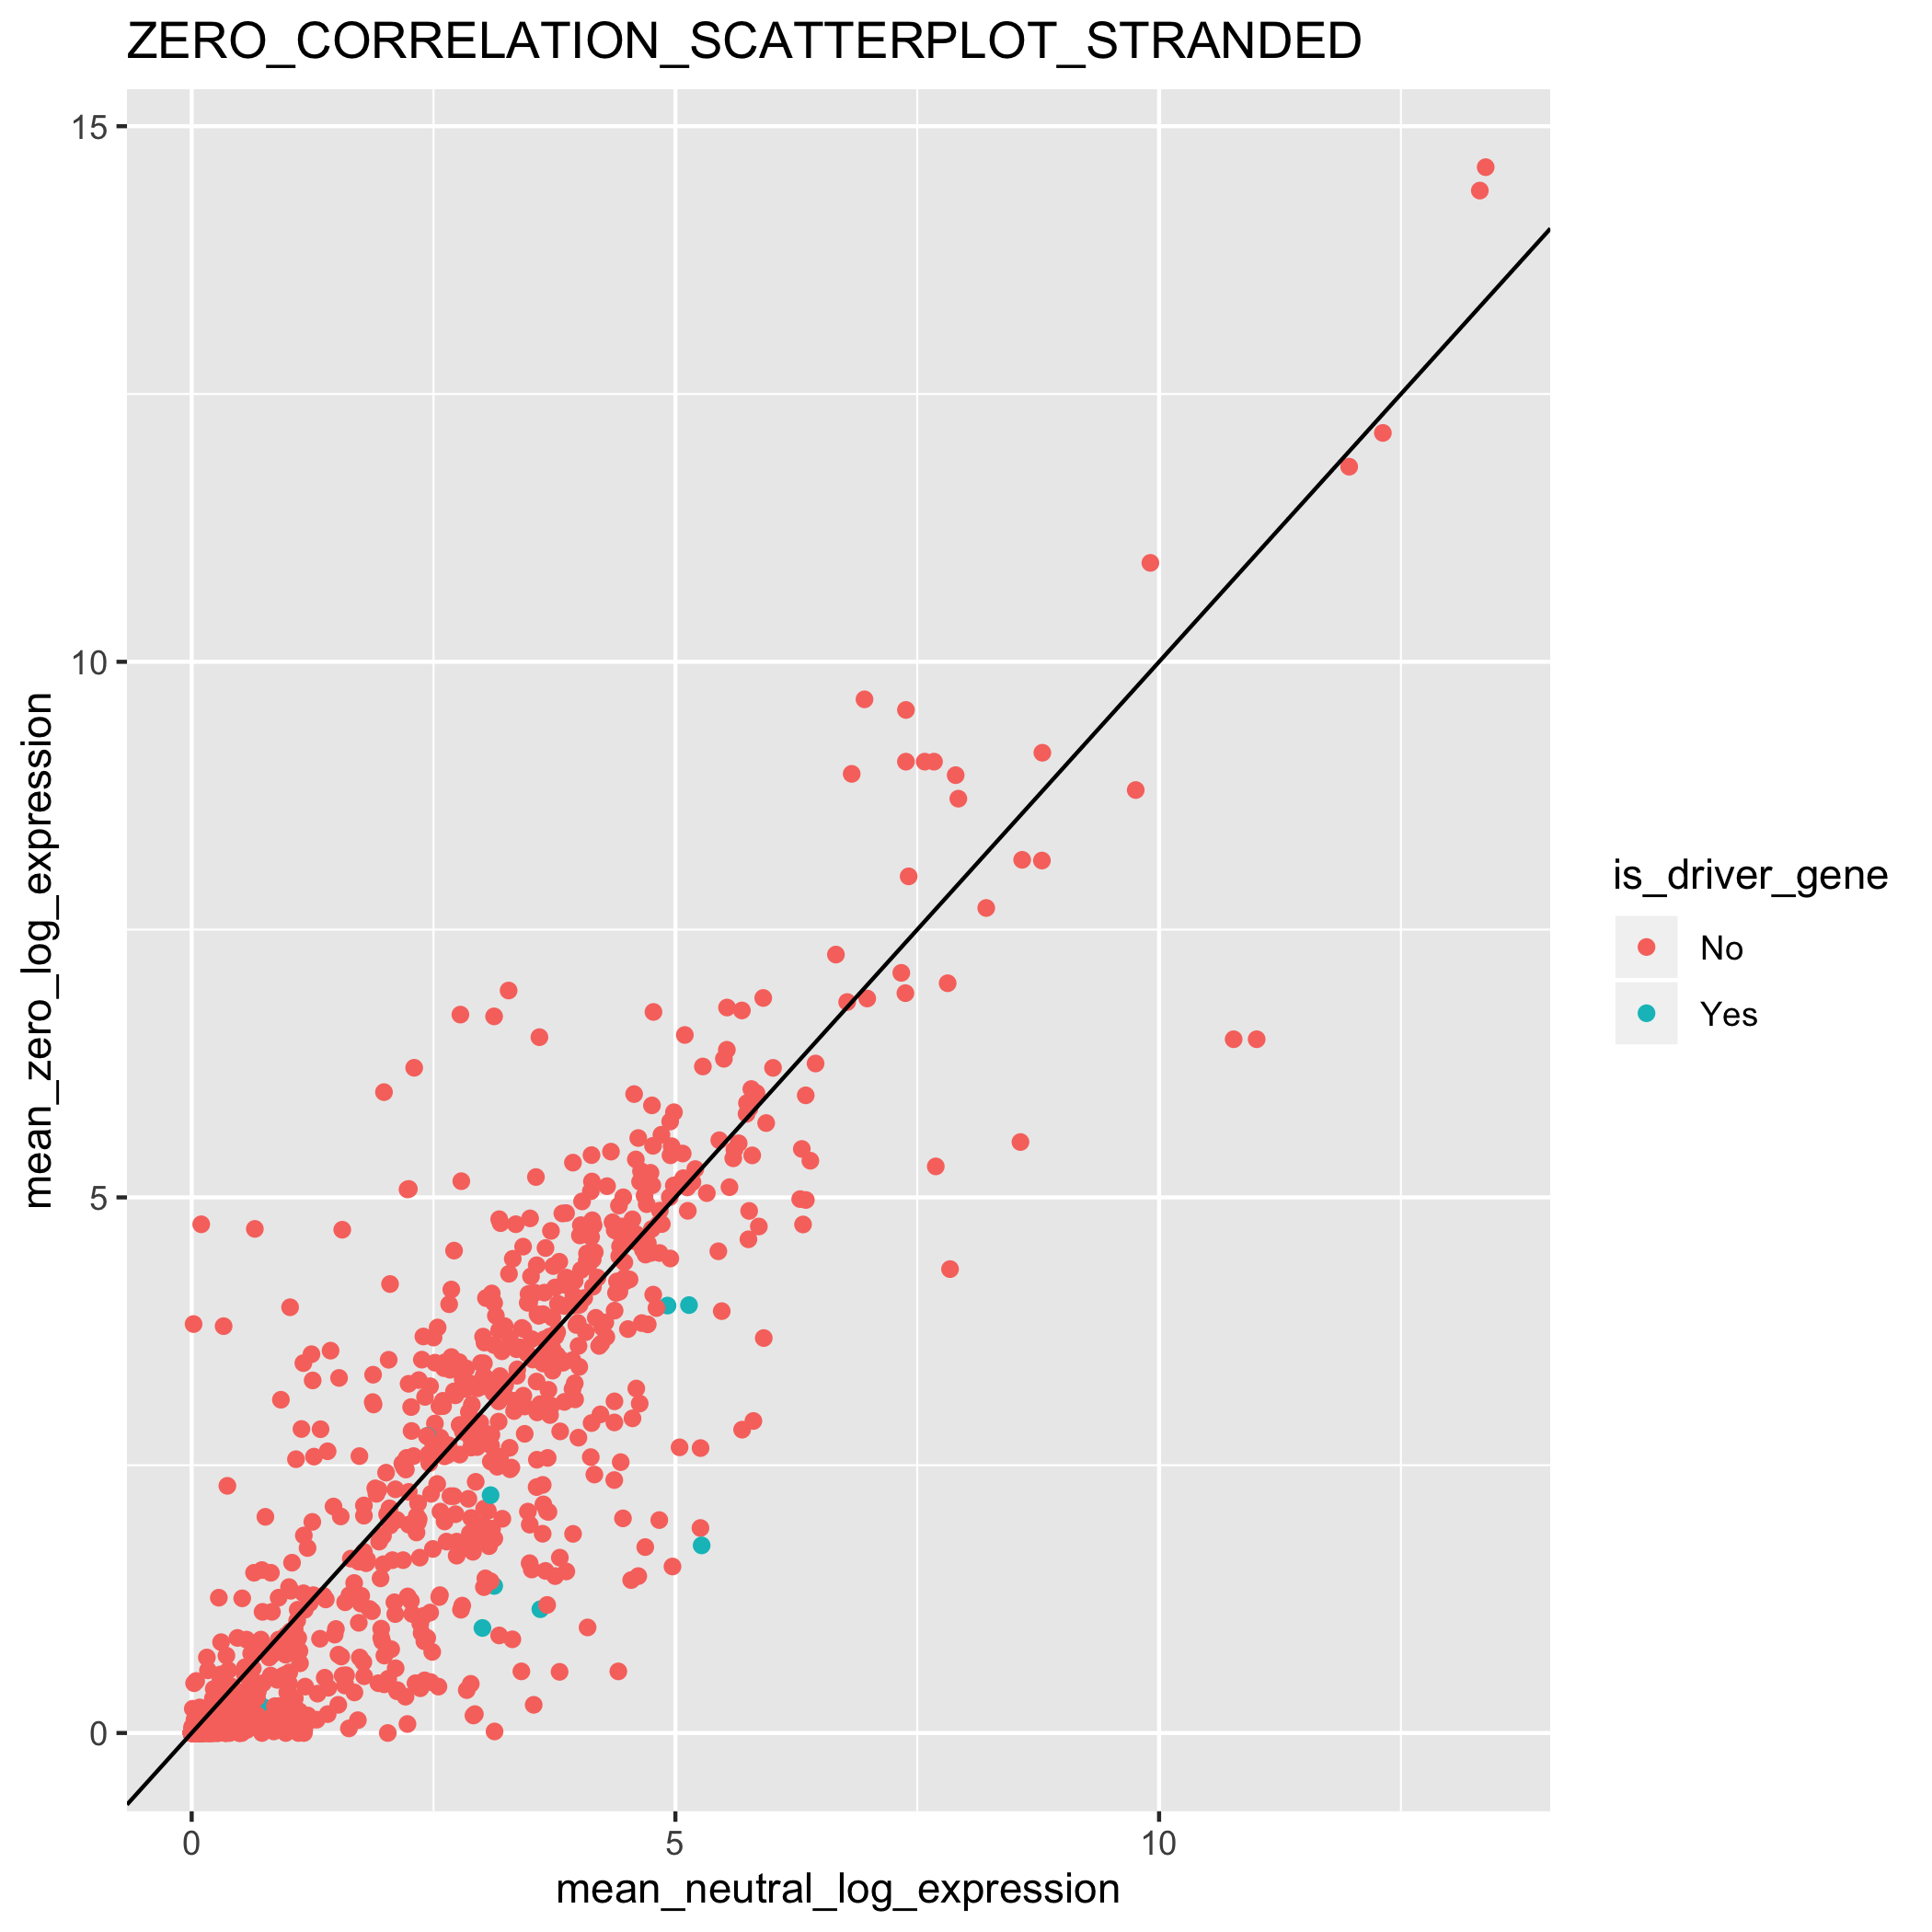 ZERO_CORRELATION_SCATTERPLOT_STRANDED
mean_zero_log_expression
15
10
5
0
0
5
10
mean_neutral_log_expression
is_driver_gene
No
Yes